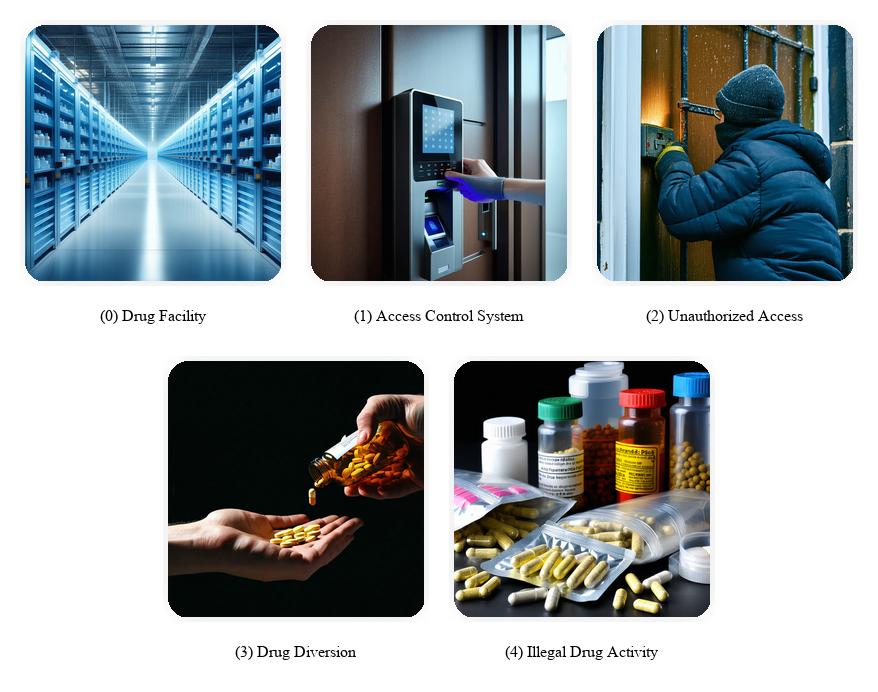 (0) Drug Facility
(1) Access Control System
(2) Unauthorized Access
(3) Drug Diversion
(4) Illegal Drug Activity